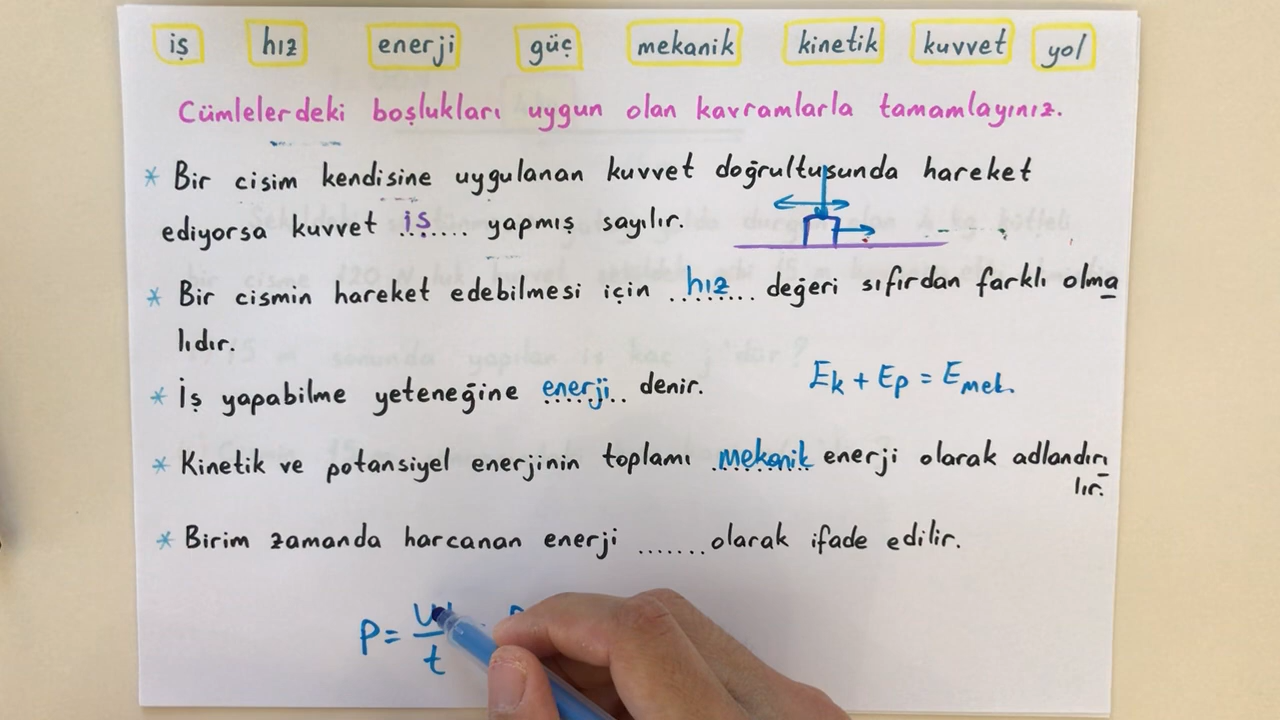 iş hız enerji güç mekanik kinetik kuvvet yol
Cümlelerdeki boşlukları uygun olan kavramlarla tamamlayınız.
* Bir cisim kendisine uygulanan kuvvet doğrultusunda hareket
ediyorsa kuvvet ..iş.... yapmış sayılır.
* Bir cismin hareket edebilmesi için ..hız... değeri sıfırdan farklı olma
lıdır.
* İş yapabilme yeteneğine enerji.. denir.
Ek + Ep = Emek.
* Kinetik ve potansiyel enerjinin toplamı mekanik enerji olarak adlandırı
lır.
* Birim zamanda harcanan enerji ....... olarak ifade edilir.
P = W
t